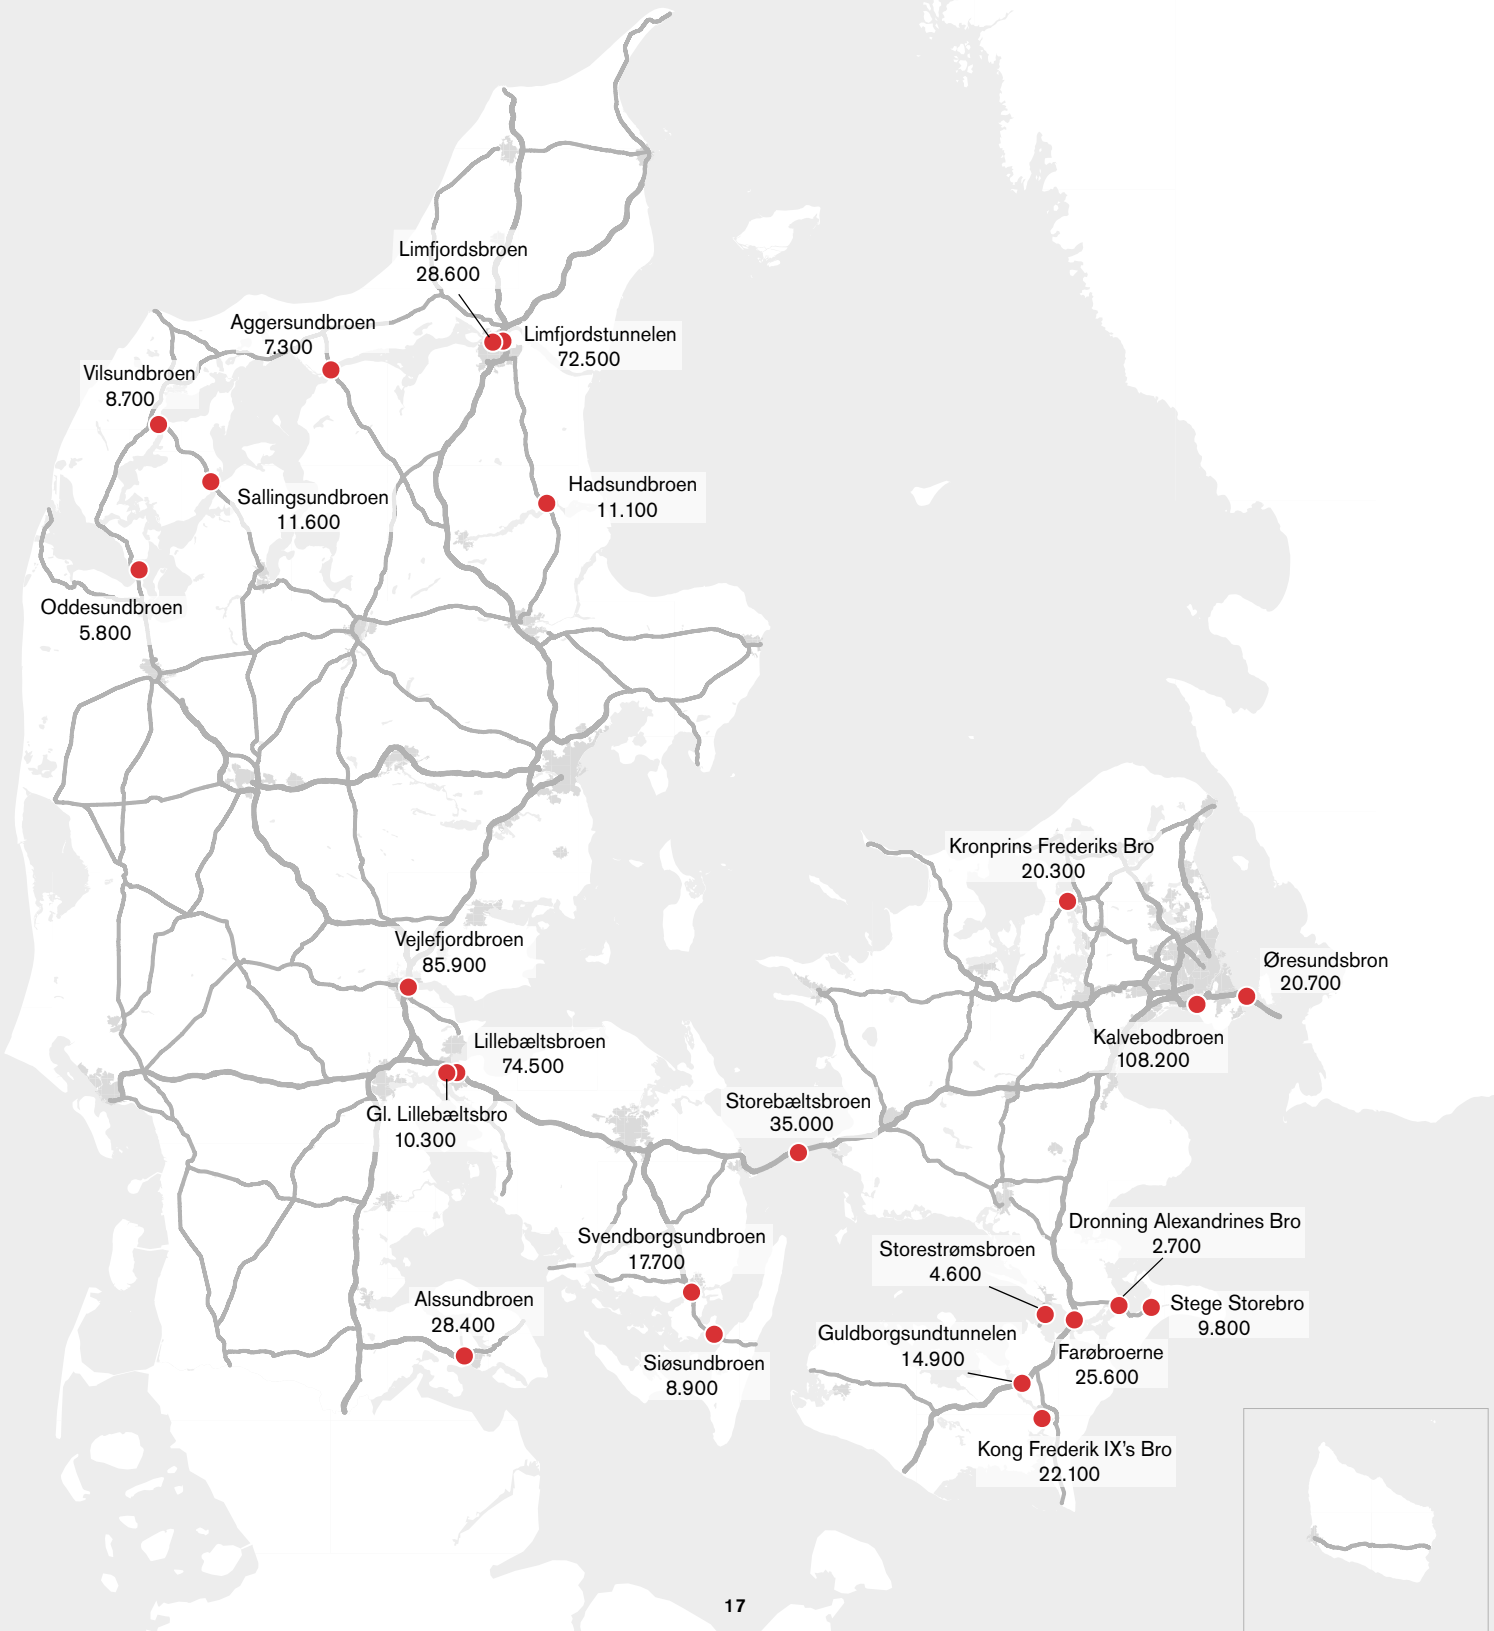 Limfjordsbroen
28.600
Aggersundbroen
7.300
Limfjordstunnelen
72.500
Vilsundbroen
8.700
Sallingsundbroen
11.600
Hadsundbroen
11.100
Oddesundbroen
5.800
Kronprins Frederiks Bro
20.300
Vejlefjordbroen
85.900
Øresundsbron
20.700
Kalvebodbroen
108.200
Lillebæltsbroen
74.500
Gl. Lillebæltsbro
10.300
Storebæltsbroen
35.000
Dronning Alexandrines Bro
2.700
Svendborgsundbroen
17.700
Storestrømsbroen
4.600
Alssundbroen
28.400
Stege Storebro
9.800
Guldborgsundtunnelen
14.900
Farøbroerne
25.600
Siøsundbroen
8.900
Kong Frederik IX's Bro
22.100
17